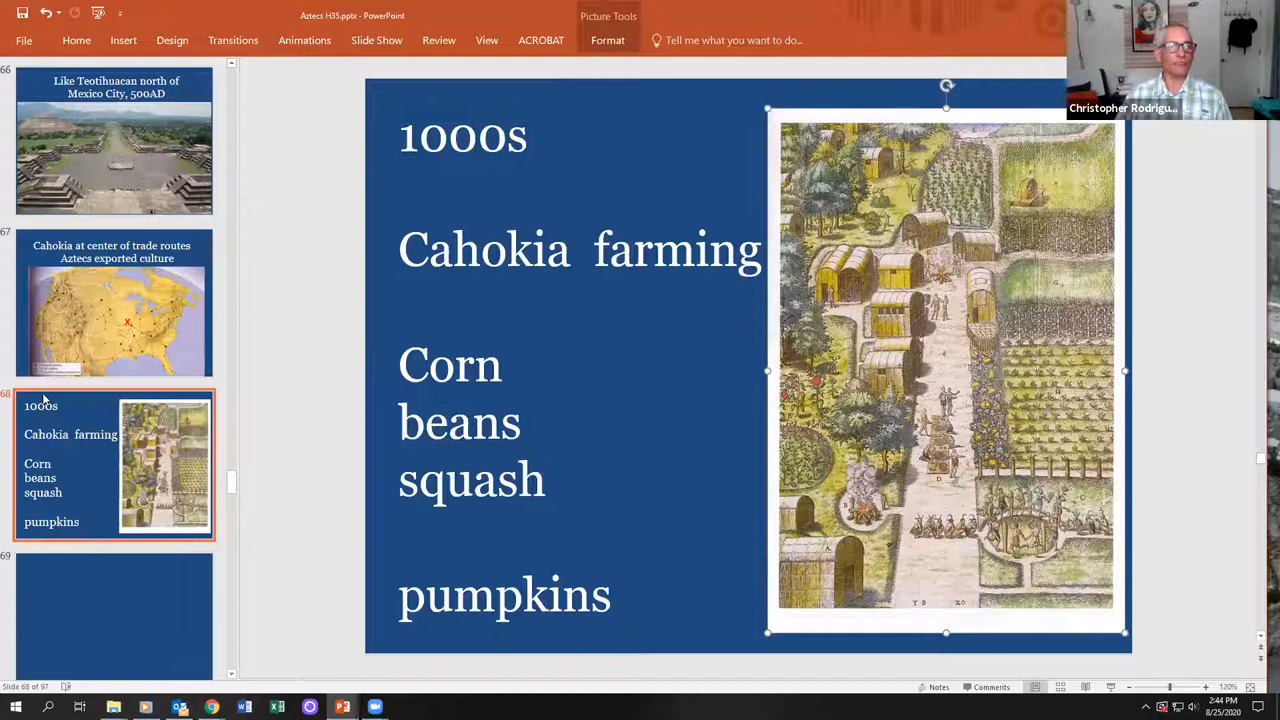 Aztecs H35.pptx - PowerPoint
Picture Tools
File Home Insert Design Transitions Animations Slide Show Review View ACROBAT Format Tell me what you want to do...
Christopher Rodrigu...
66
Like Teotihuacan north of
Mexico City, 500AD
67
Cahokia at center of trade routes
Aztecs exported culture
X,
68
1000s
Cahokia farming
Corn
beans
squash
pumpkins
69
1000s
Cahokia farming
Corn
beans
squash
pumpkins
G
D
A
T B 20
Slide 68 of 97
Notes Comments 120%
2:44 PM
8/25/2020